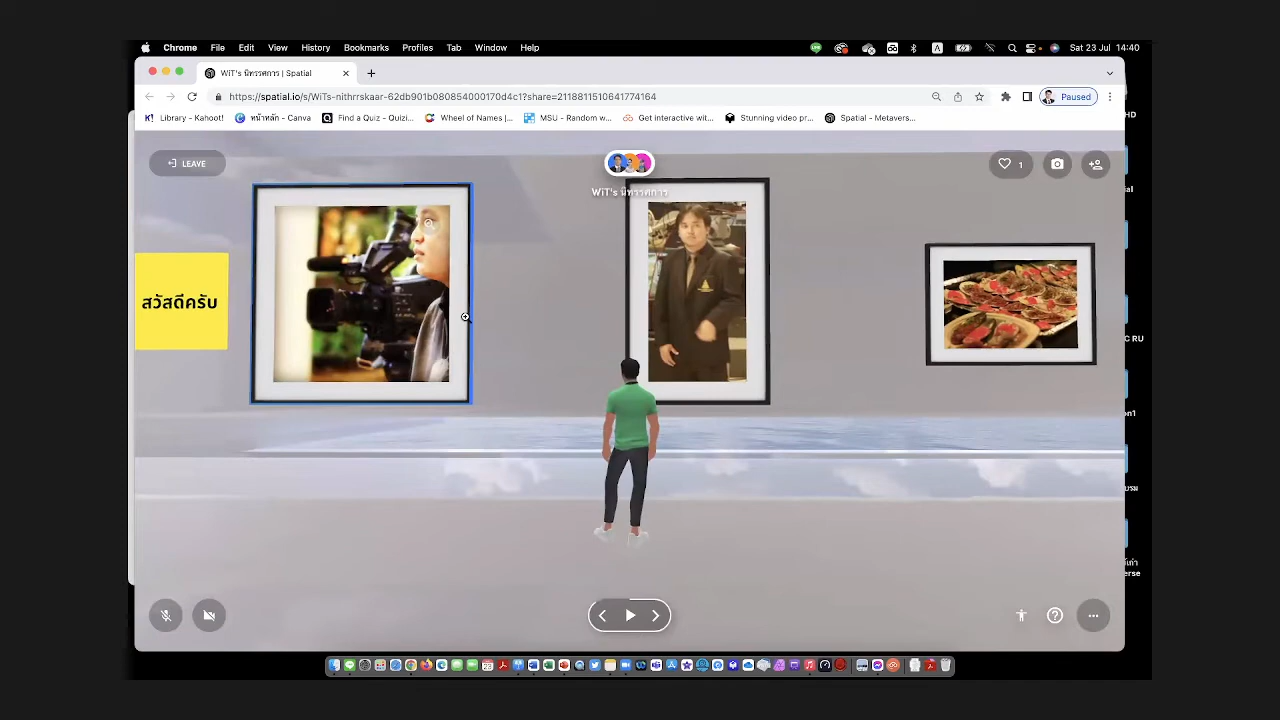 Chrome File Edit View History Bookmarks Profiles Tab Window Help A Sat 23 Jul 14:40
WiT's นิทรรศการ | Spatial
https://spatial.io/s/WiTs-nithrrskaar-62db901b080854000170d4c1?share=2118811510641774164 Paused
Library - Kahoot! หน้าหลัก - Canva Find a Quiz - Quizi... Wheel of Names |... MSU - Random w... Get interactive wit... Stunning video pr... Spatial - Metavers...
HD
LEAVE
1
WiT's นิทรรศการ
สวัสดีครับ
C RU